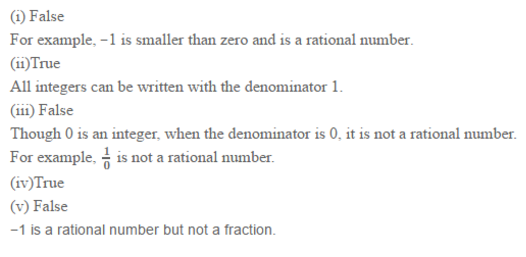 (i) False
For example, −1 is smaller than zero and is a rational number.
(ii)True
All integers can be written with the denominator 1.
(iii) False
Though 0 is an integer, when the denominator is 0, it is not a rational number.
For example, 1/0 is not a rational number.
(iv)True
(v) False
−1 is a rational number but not a fraction.